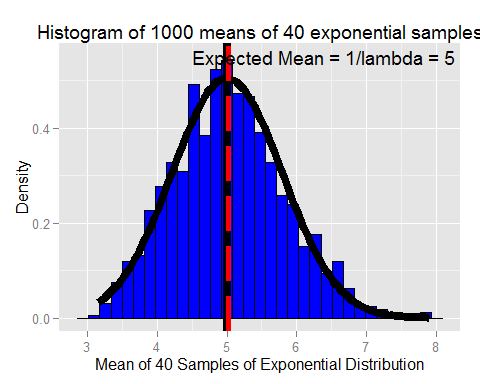 Histogram of 1000 means of 40 exponential samples
Expected Mean = 1/lambda = 5
Density
0.4
0.2
0.0
3 4 5 6 7 8
Mean of 40 Samples of Exponential Distribution